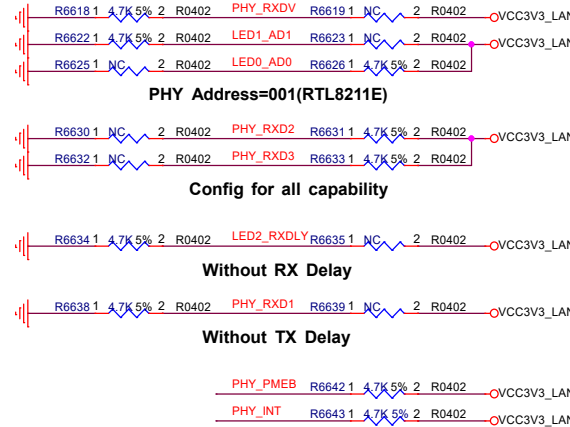 R6618 1 4.7K 5% 2 R0402 PHY_RXDV R6619 1 NC 2 R0402 VCC3V3_LAN
R6622 1 4.7K 5% 2 R0402 LED1_AD1 R6623 1 NC 2 R0402 VCC3V3_LAN
R6625 1 NC 2 R0402 LED0_AD0 R6626 1 4.7K 5% 2 R0402
PHY Address=001(RTL8211E)
R6630 1 NC 2 R0402 PHY_RXD2 R6631 1 4.7K 5% 2 R0402 VCC3V3_LAN
R6632 1 NC 2 R0402 PHY_RXD3 R6633 1 4.7K 5% 2 R0402
Config for all capability
R6634 1 4.7K 5% 2 R0402 LED2_RXDLY R6635 1 NC 2 R0402 VCC3V3_LAN
Without RX Delay
R6638 1 4.7K 5% 2 R0402 PHY_RXD1 R6639 1 NC 2 R0402 VCC3V3_LAN
Without TX Delay
PHY_PMEB R6642 1 4.7K 5% 2 R0402 VCC3V3_LAN
PHY_INT R6643 1 4.7K 5% 2 R0402 VCC3V3_LAN